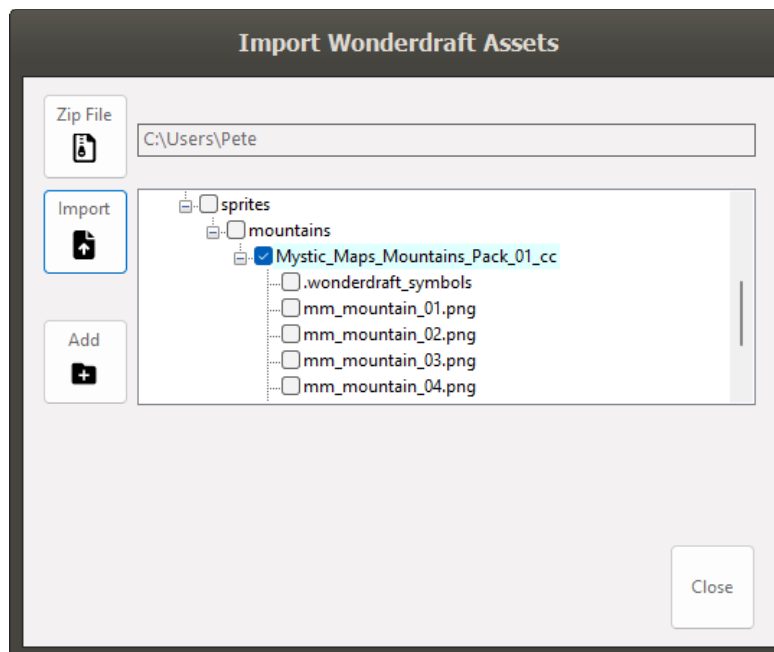 Import Wonderdraft Assets
Zip File
C:\Users\Pete
Import
sprites
mountains
Mystic_Maps_Mountains_Pack_01_cc
.wonderdraft_symbols
mm_mountain_01.png
mm_mountain_02.png
mm_mountain_03.png
mm_mountain_04.png
Add
Close